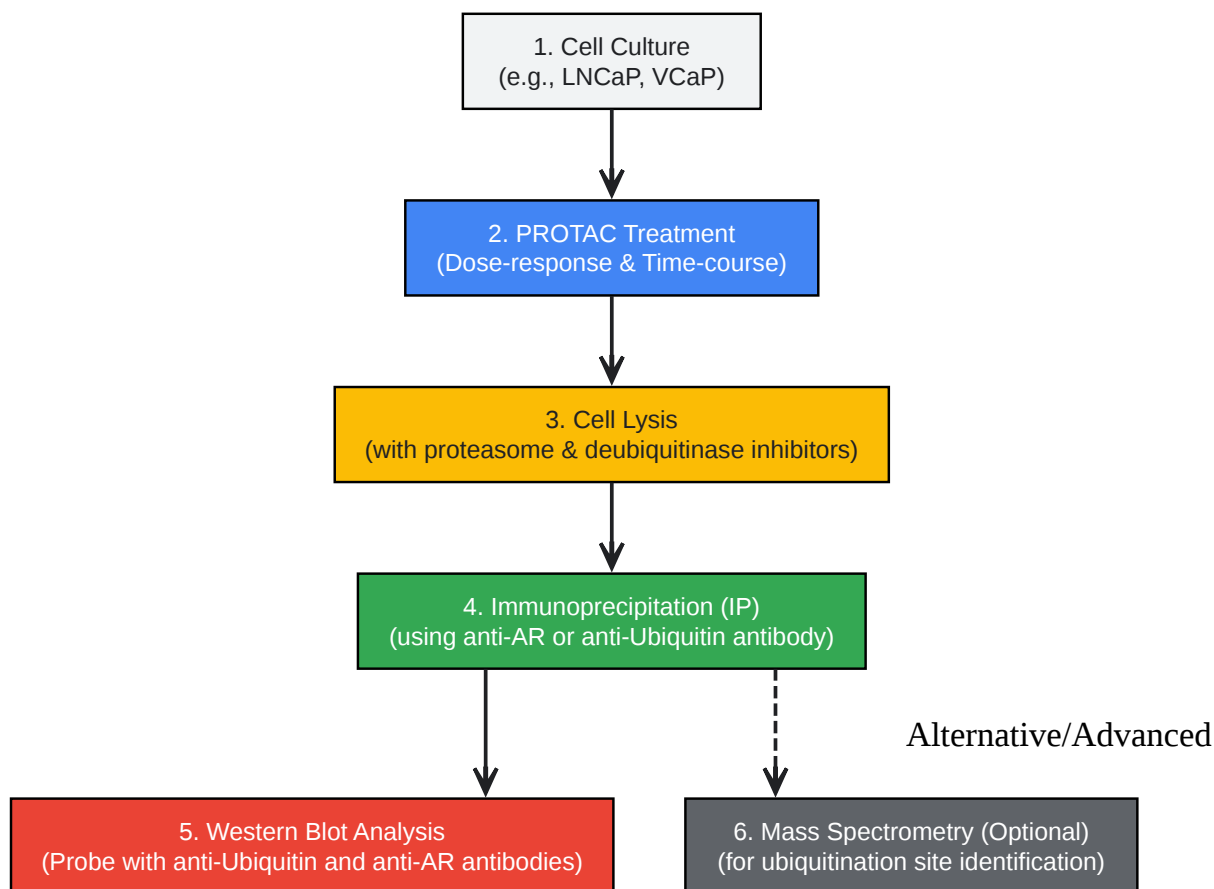 1. Cell Culture
(e.g., LNCaP, VCaP)
2. PROTAC Treatment
(Dose-response & Time-course)
3. Cell Lysis
(with proteasome & deubiquitinase inhibitors)
4. Immunoprecipitation (IP)
(using anti-AR or anti-Ubiquitin antibody)
Alternative/Advanced
5. Western Blot Analysis
(Probe with anti-Ubiquitin and anti-AR antibodies)
6. Mass Spectrometry (Optional)
(for ubiquitination site identification)